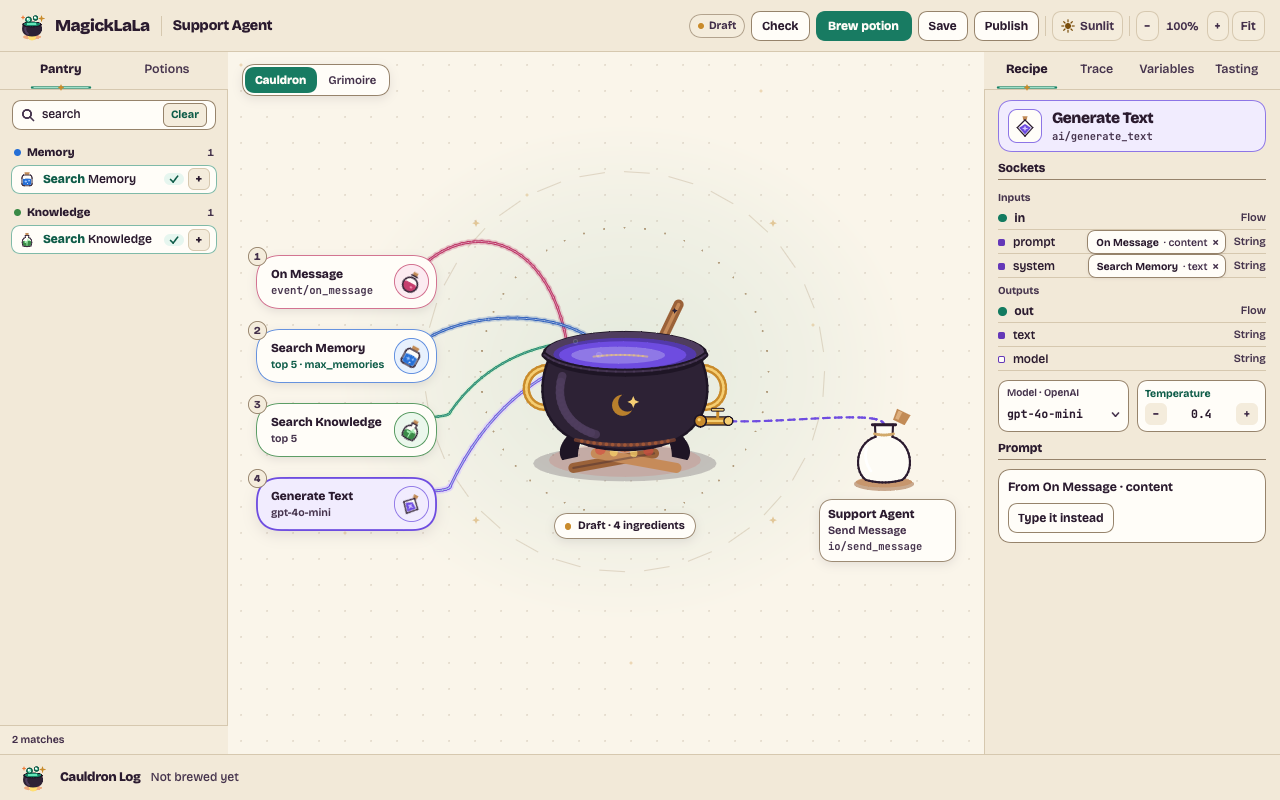 MagickLaLa
Support Agent
Draft
Check
Brew potion
Save
Publish
Sunlit
−
100%
+
Fit
Pantry
Potions
search
Clear
Memory
1
Search Memory
+
Knowledge
1
Search Knowledge
+
2 matches
Cauldron
Grimoire
1
On Message
event/on_message
2
Search Memory
top 5 · max_memories
3
Search Knowledge
top 5
4
Generate Text
gpt-4o-mini
Draft · 4 ingredients
Support Agent
Send Message
io/send_message
Recipe
Trace
Variables
Tasting
Generate Text
ai/generate_text
Sockets
Inputs
in
Flow
prompt
On Message · content ×
String
system
Search Memory · text ×
String
Outputs
out
Flow
text
String
model
String
Model · OpenAI
gpt-4o-mini
Temperature
−
0.4
+
Prompt
From On Message · content
Type it instead
Cauldron Log
Not brewed yet